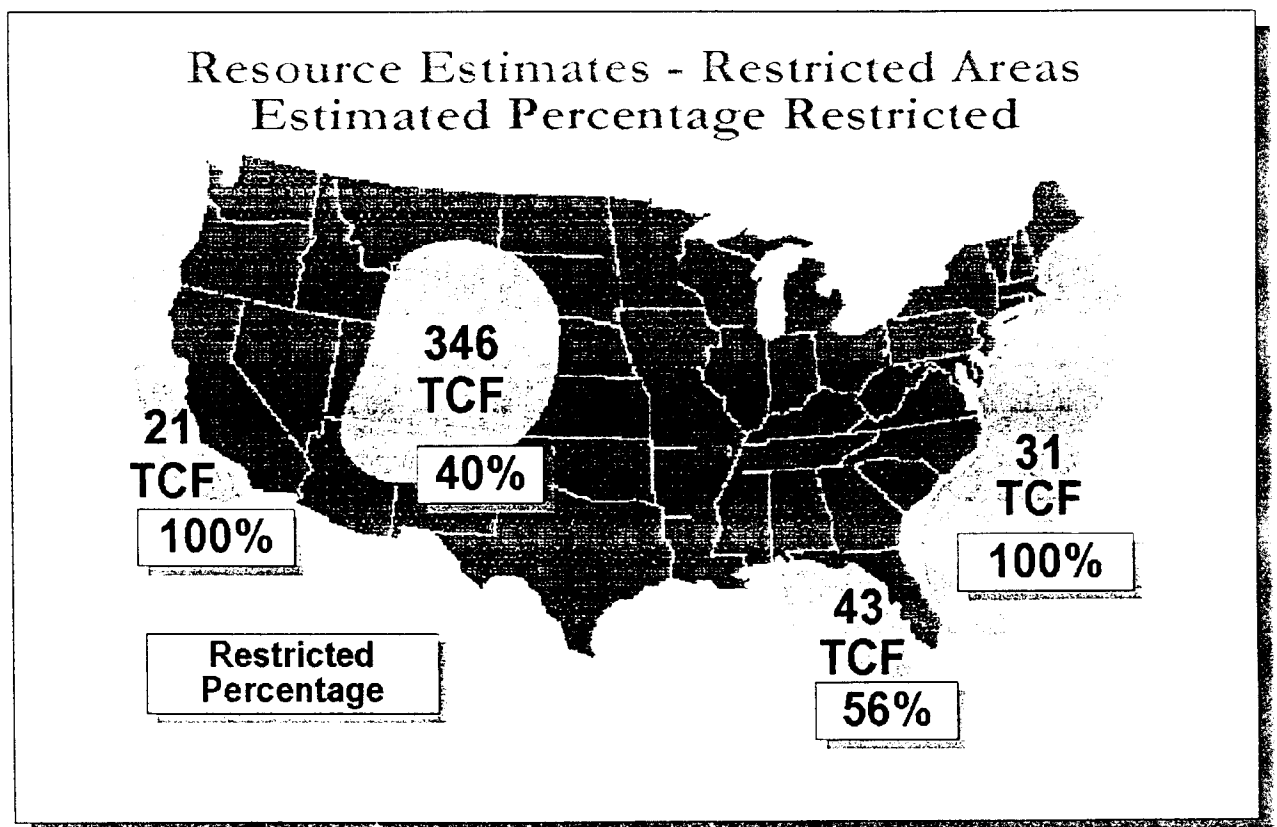 Resource Estimates - Restricted Areas
Estimated Percentage Restricted
346
TCF
40%
21
TCF
100%
31
TCF
100%
43
TCF
56%
Restricted
Percentage